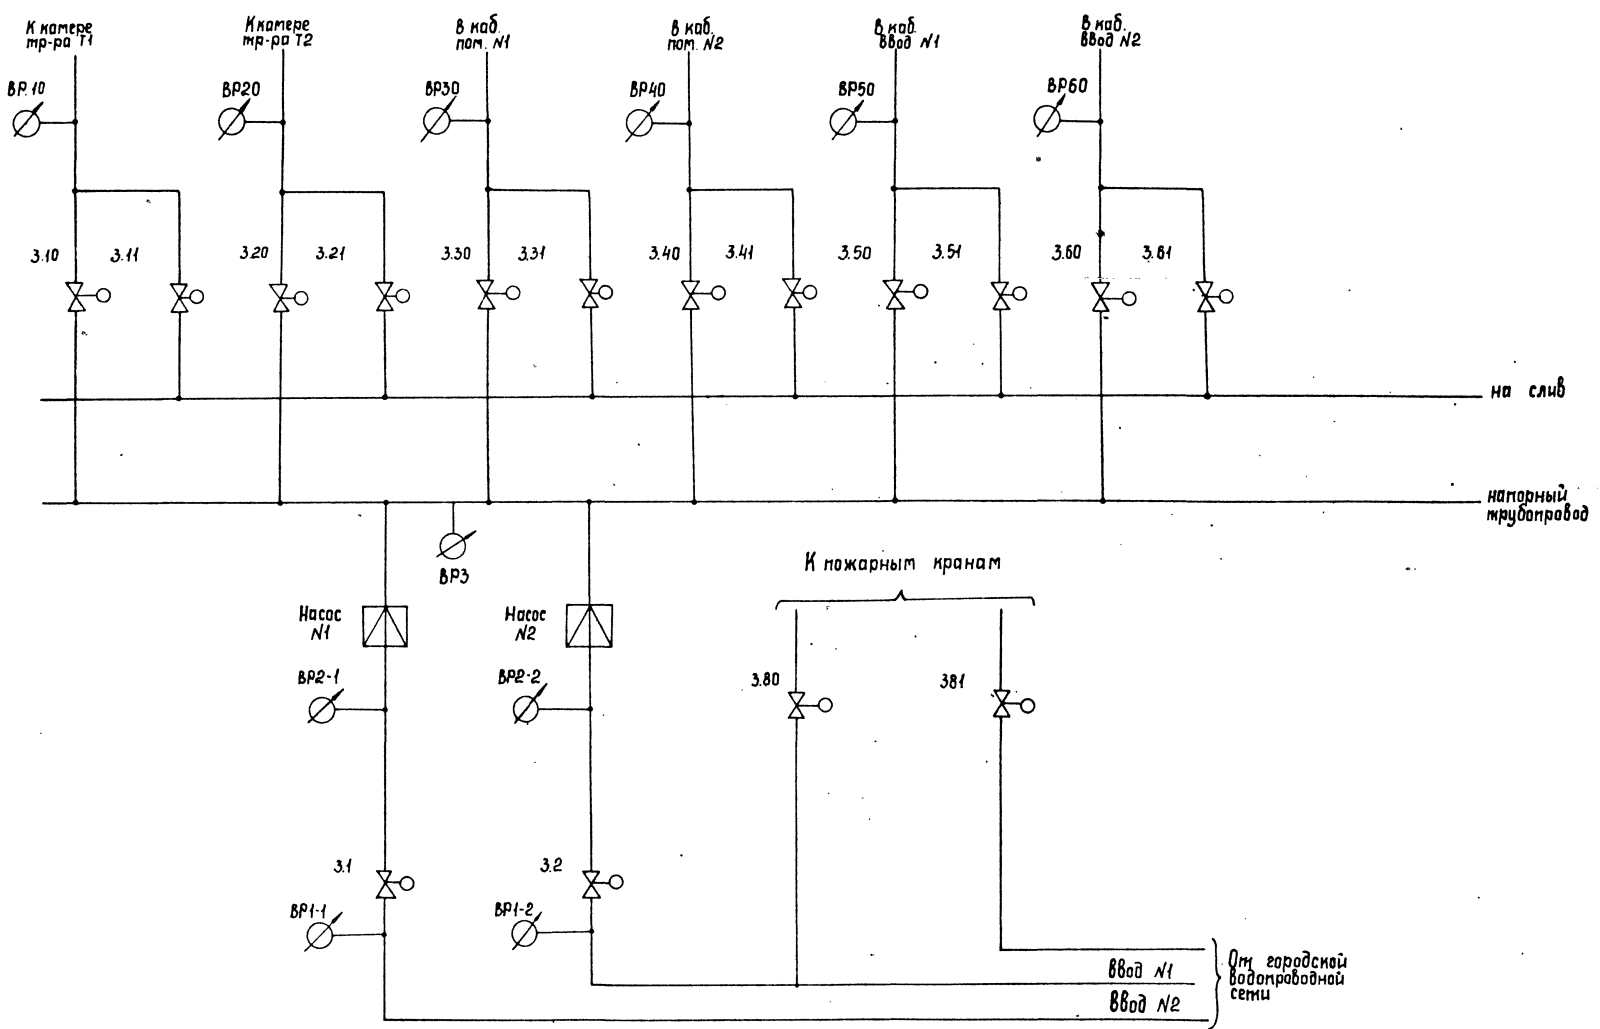 К камере
тр-ра Т1
К камере
тр-ра Т2
В каб.
пом. N1
В каб.
пом. N2
В каб.
ввод N1
В каб.
ввод N2
ВР.10
ВР20
ВР30
ВР40
ВР50
ВР60
3.10
3.11
3.20
3.21
3.30
3.31
3.40
3.41
3.50
3.51
3.60
3.61
на слив
напорный
трубопровод
ВР3
К пожарным кранам
Насос
N1
Насос
N2
ВР2-1
ВР2-2
3.80
381
3.1
3.2
ВР1-1
ВР1-2
Ввод N1
Ввод N2
От городской
водопроводной
сети